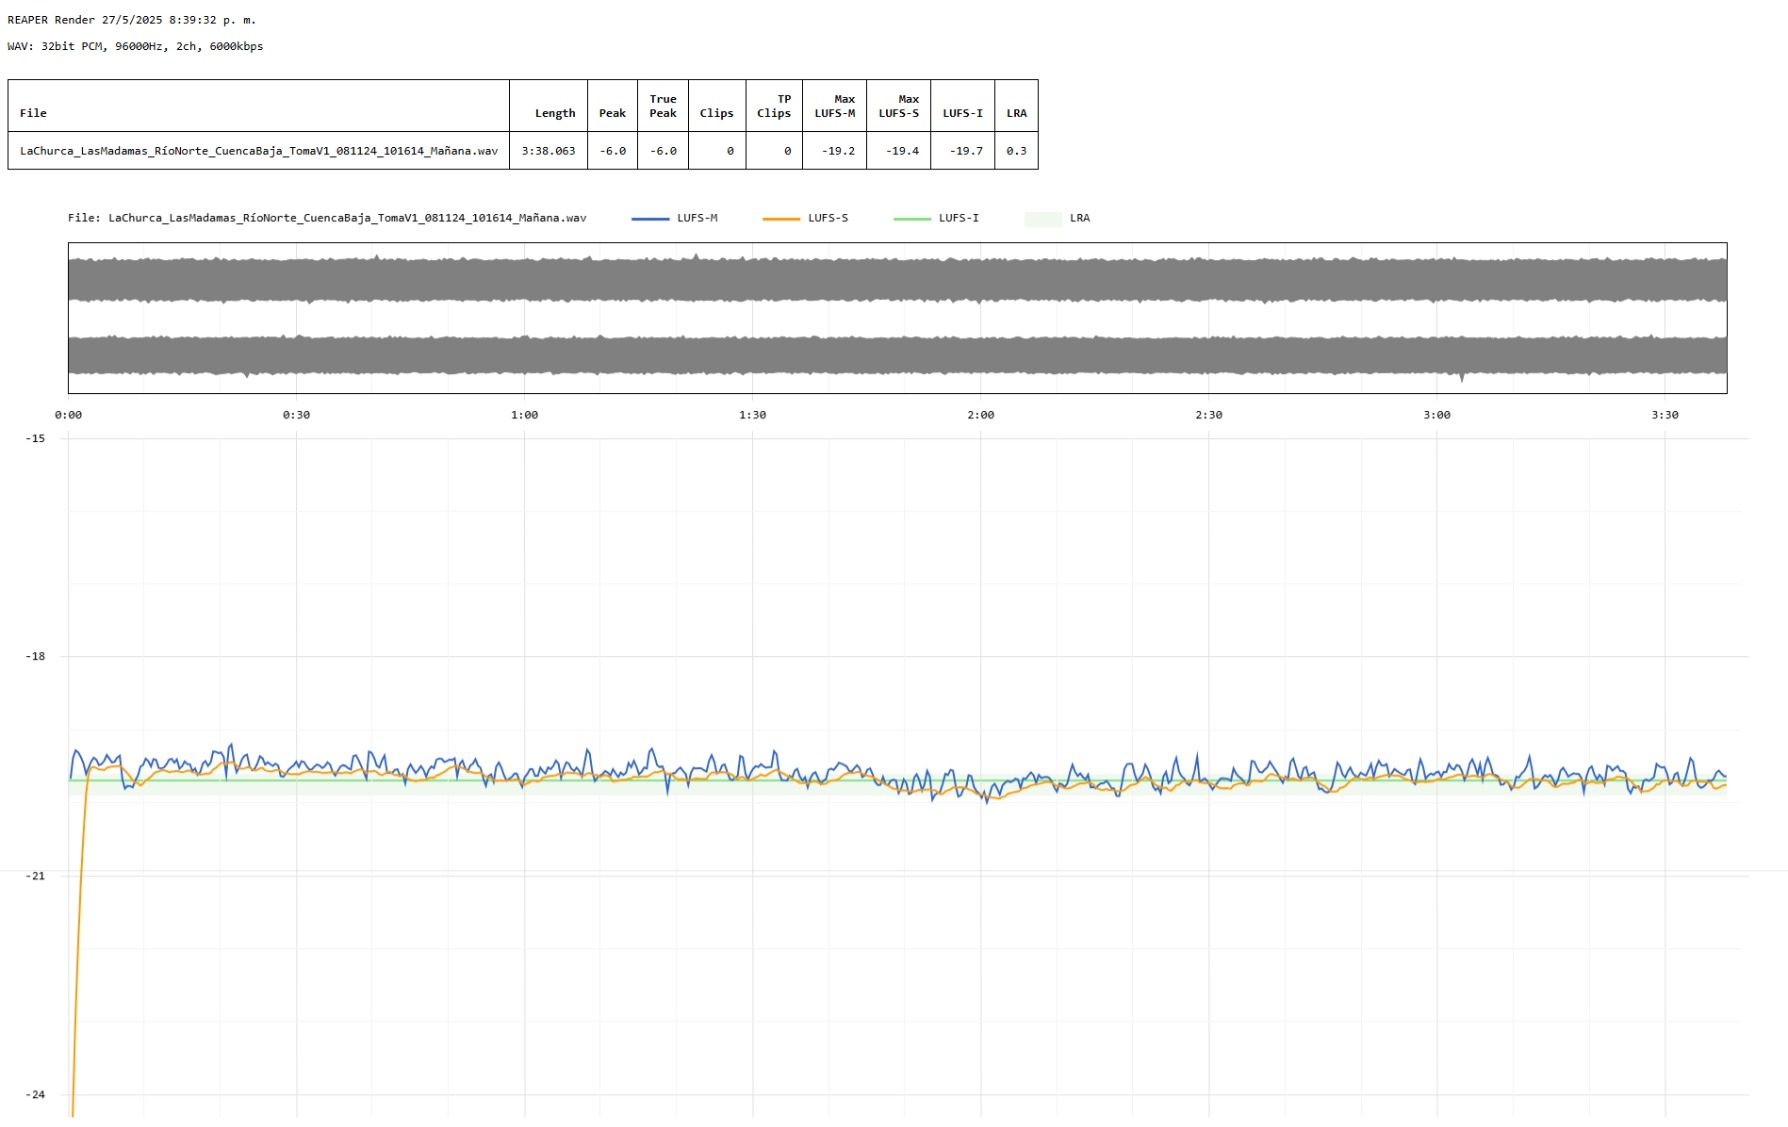 REAPER Render 27/5/2025 8:39:32 p. m.
WAV: 32bit PCM, 96000Hz, 2ch, 6000kbps
File Length Peak True Peak Clips TP Clips Max LUFS-M Max LUFS-S LUFS-I LRA
LaChurca_LasMadamas_RíoNorte_CuencaBaja_TomaV1_081124_101614_Mañana.wav 3:38.063 -6.0 -6.0 0 0 -19.2 -19.4 -19.7 0.3
File: LaChurca_LasMadamas_RíoNorte_CuencaBaja_TomaV1_081124_101614_Mañana.wav LUFS-M LUFS-S LUFS-I LRA
0:00 0:30 1:00 1:30 2:00 2:30 3:00 3:30
-15
-18
-21
-24